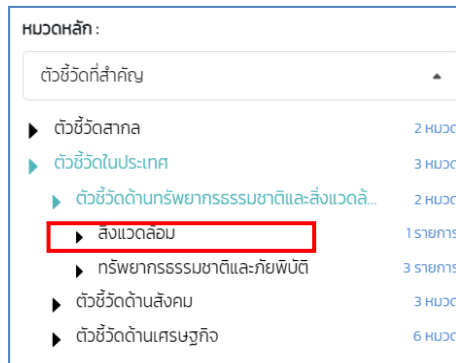 หมวดหลัก :
ตัวชี้วัดที่สำคัญ
ตัวชี้วัดสากล 2 หมวด
ตัวชี้วัดในประเทศ 3 หมวด
ตัวชี้วัดด้านทรัพยากรธรรมชาติและสิ่งแวดล้... 2 หมวด
สิ่งแวดล้อม 1 รายการ
ทรัพยากรธรรมชาติและภัยพิบัติ 3 รายการ
ตัวชี้วัดด้านสังคม 3 หมวด
ตัวชี้วัดด้านเศรษฐกิจ 6 หมวด